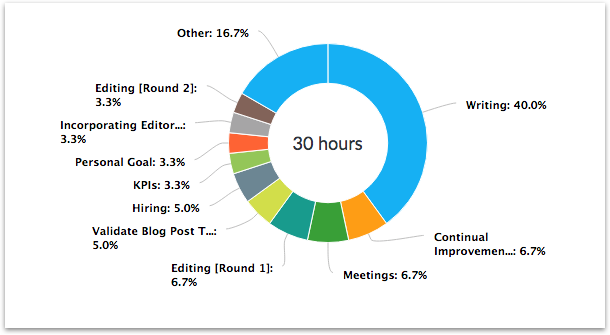 Other: 16.7%
Writing: 40.0%
Continual
Improvemen...: 6.7%
Meetings: 6.7%
Editing [Round 1]:
6.7%
Validate Blog Post T...:
5.0%
Hiring: 5.0%
KPIs: 3.3%
Personal Goal: 3.3%
Incorporating Editor...:
3.3%
Editing [Round 2]:
3.3%
30 hours